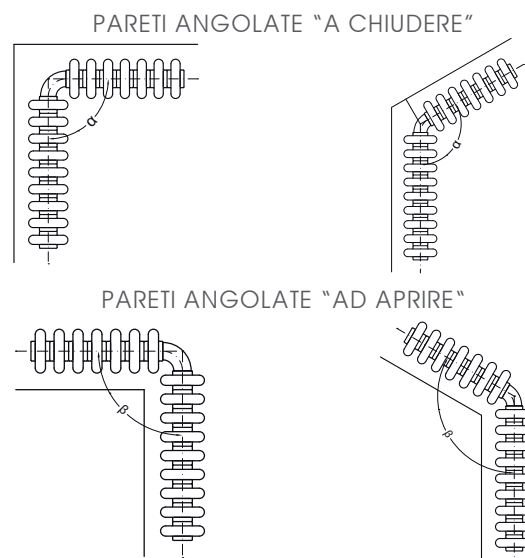 PARETI ANGOLATE “A CHIUDERE”
α
α
PARETI ANGOLATE “AD APRIRE“
β
β